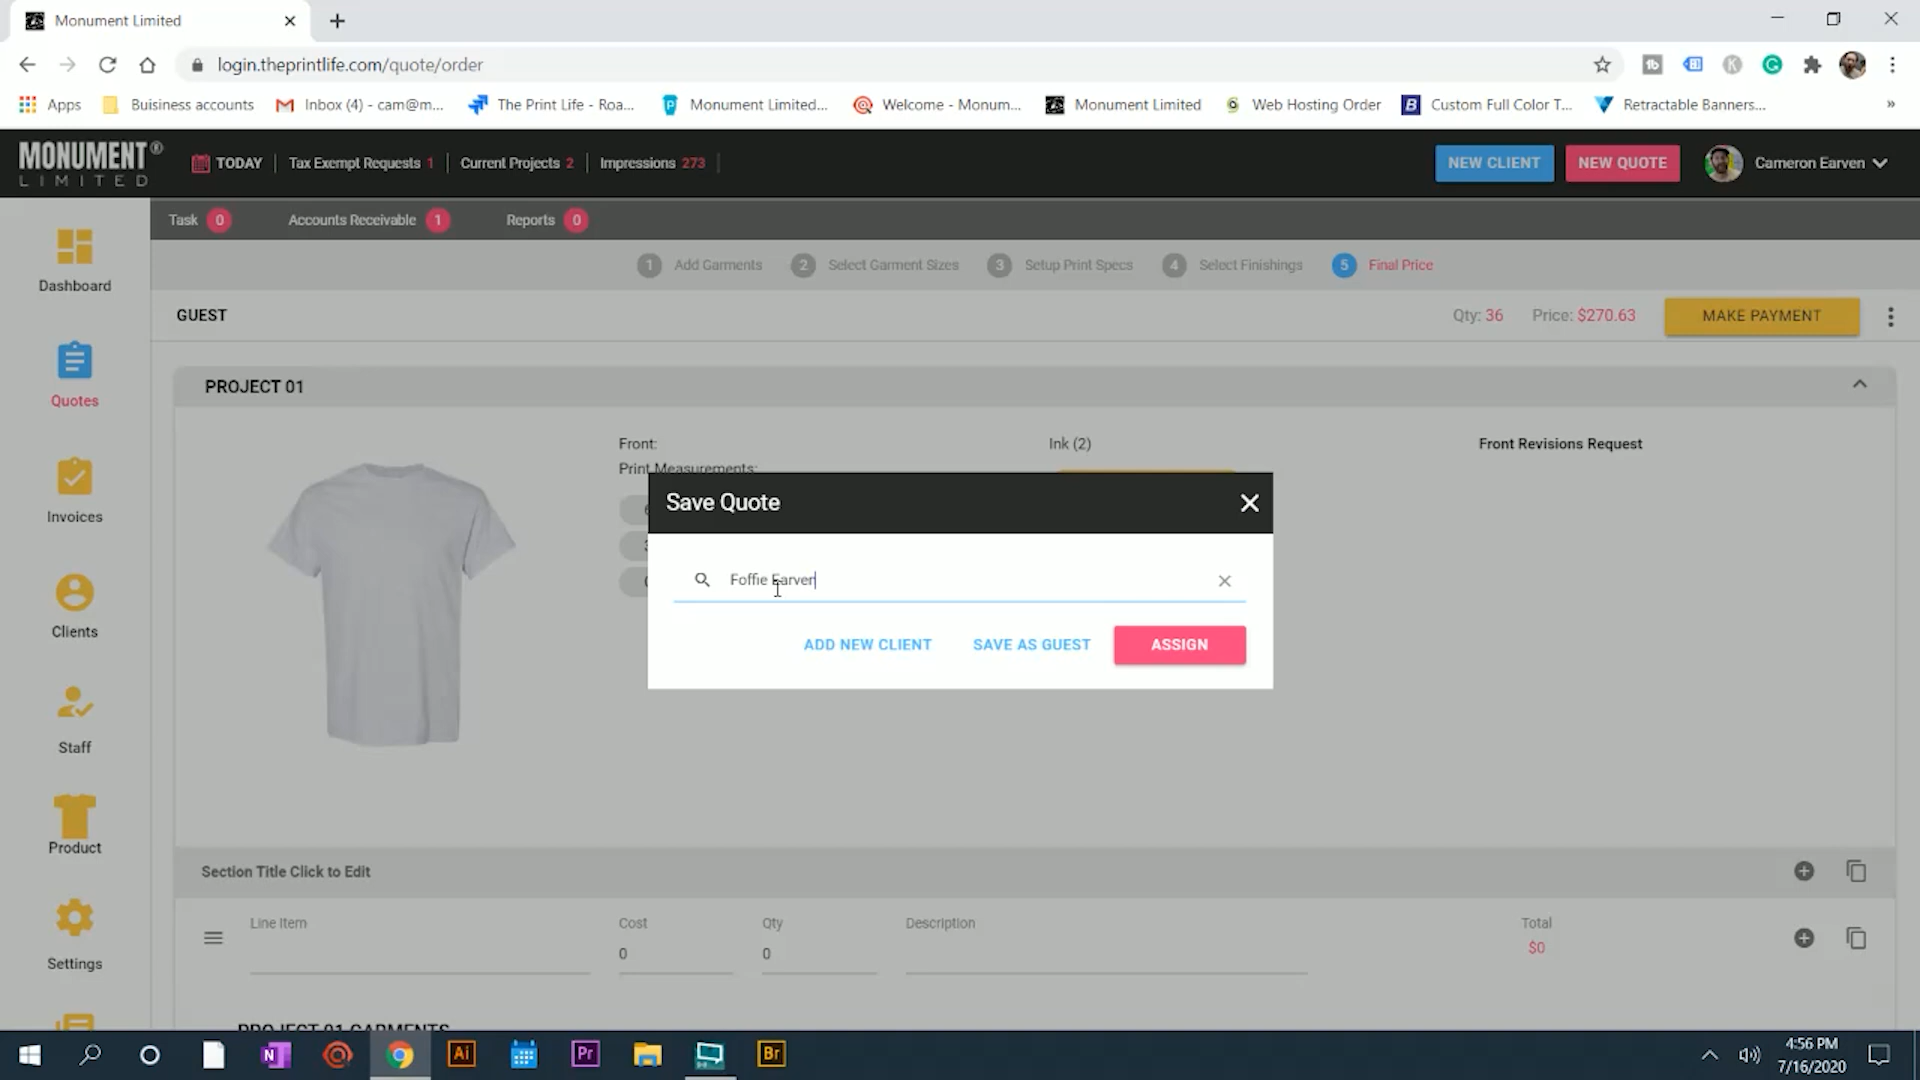 Monument Limited
login.theprintlife.com/quote/order
Apps
Buisiness accounts
Inbox (4) - cam@m...
The Print Life - Roa...
Monument Limited...
Welcome - Monum...
Monument Limited
Web Hosting Order
Custom Full Color T...
Retractable Banners...
»
MONUMENT®
LIMITED
TODAY
Tax Exempt Requests 1
Current Projects 2
Impressions 273
NEW CLIENT
NEW QUOTE
Cameron Earven
Task 0
Accounts Receivable 1
Reports 0
1 Add Garments
2 Select Garment Sizes
3 Setup Print Specs
4 Select Finishings
5 Final Price
Dashboard
Quotes
Invoices
Clients
Staff
Product
Settings
GUEST
Qty: 36
Price: $270.63
MAKE PAYMENT
PROJECT 01
Front:
Print Measurements:
Ink (2)
Front Revisions Request
Save Quote
Foffie Earven
ADD NEW CLIENT
SAVE AS GUEST
ASSIGN
Section Title Click to Edit
Line Item
Cost
Qty
Description
Total
0
0
$0
PROJECT 01 GARMENTS
N
Ai
Pr
Br
4:56 PM
7/16/2020